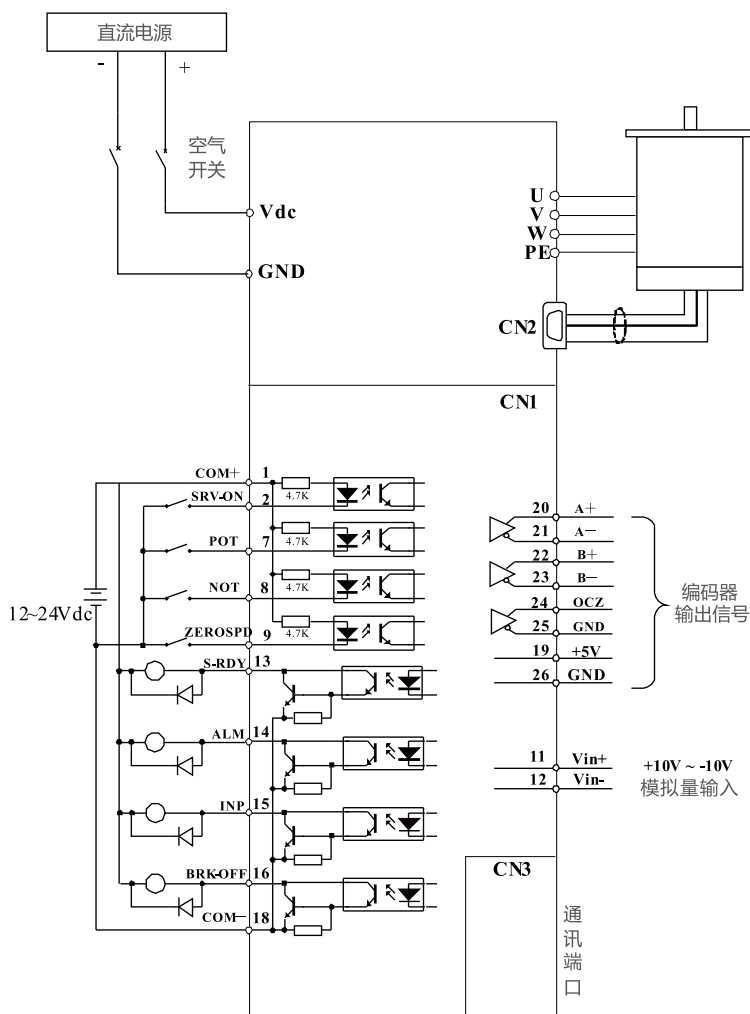 直流电源
- +
空气
开关
Vdc
GND
U
V
W
PE
CN2
CN1
COM+ 1
4.7K
SRV-ON 2
POT 7
4.7K
NOT 8
4.7K
ZEROSPD 9
4.7K
12~24Vdc
S-RDY 13
ALM 14
INP 15
BRK-OFF 16
COM- 18
20 A+
21 A-
22 B+
23 B-
24 OCZ
25 GND
19 +5V
26 GND
编码器
输出信号
11 Vin+
12 Vin-
+10V ~ -10V
模拟量输入
CN3
通
讯
端
口